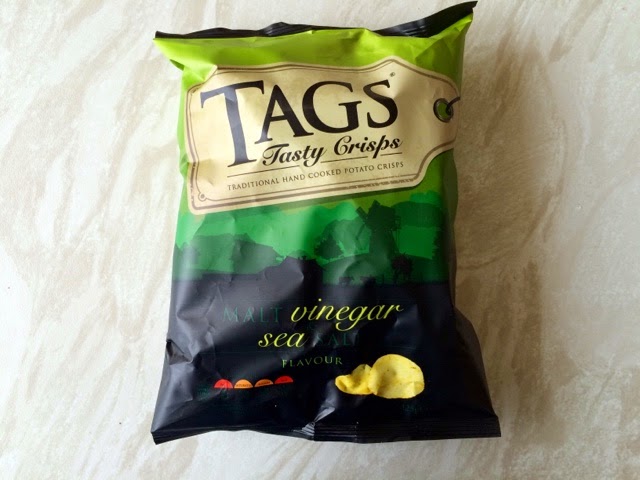 TAGS
Tasty Crisps
TRADITIONAL HAND COOKED POTATO CRISPS
MALT vinegar
sea SALT
FLAVOUR